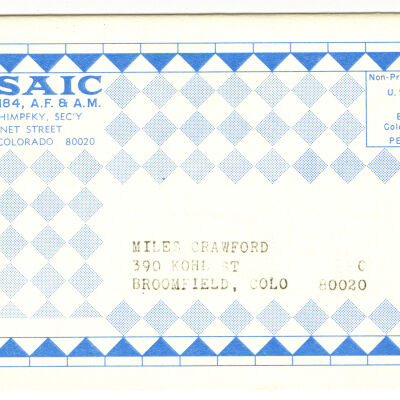 SAIC
184, A.F. & A.M.
HIMPFKY, SEC'Y
NET STREET
COLORADO 80020
Non-Pr
U.S
B
Colo
PE
MILES CRAWFORD
390 KOHL ST C
BROOMFIELD, COLO 80020